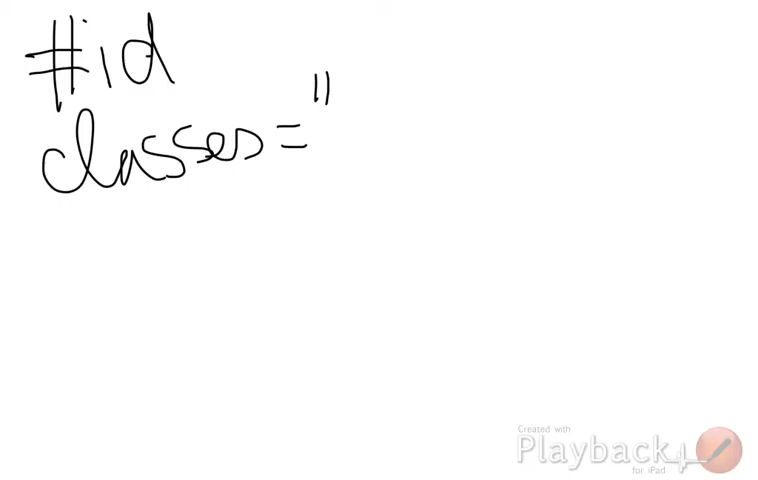 #id
classes="
Created with
Playback
for iPad